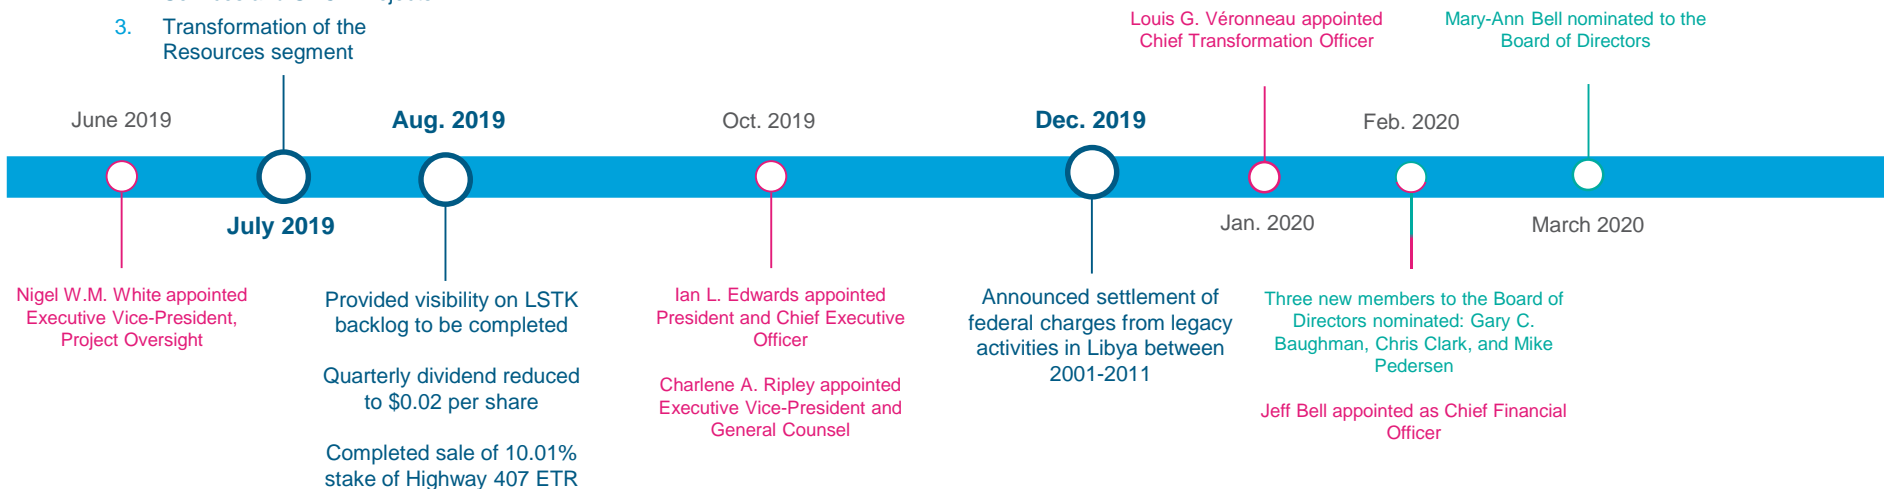 3. Transformation of the
Resources segment
Louis G. Véronneau appointed
Chief Transformation Officer
Mary-Ann Bell nominated to the
Board of Directors
June 2019
Aug. 2019
Oct. 2019
Dec. 2019
Feb. 2020
July 2019
Jan. 2020
March 2020
Nigel W.M. White appointed
Executive Vice-President,
Project Oversight
Provided visibility on LSTK
backlog to be completed
Quarterly dividend reduced
to $0.02 per share
Completed sale of 10.01%
stake of Highway 407 ETR
Ian L. Edwards appointed
President and Chief Executive
Officer
Charlene A. Ripley appointed
Executive Vice-President and
General Counsel
Announced settlement of
federal charges from legacy
activities in Libya between
2001-2011
Three new members to the Board of
Directors nominated: Gary C.
Baughman, Chris Clark, and Mike
Pedersen
Jeff Bell appointed as Chief Financial
Officer